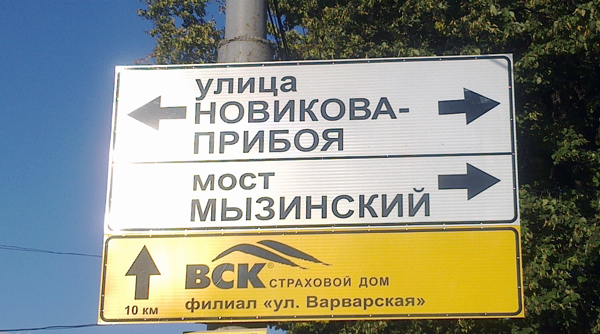 улица
НОВИКОВА-
ПРИБОЯ
мост
МЫЗИНСКИЙ
ВСК® СТРАХОВОЙ ДОМ
10 км
филиал «ул. Варварская»